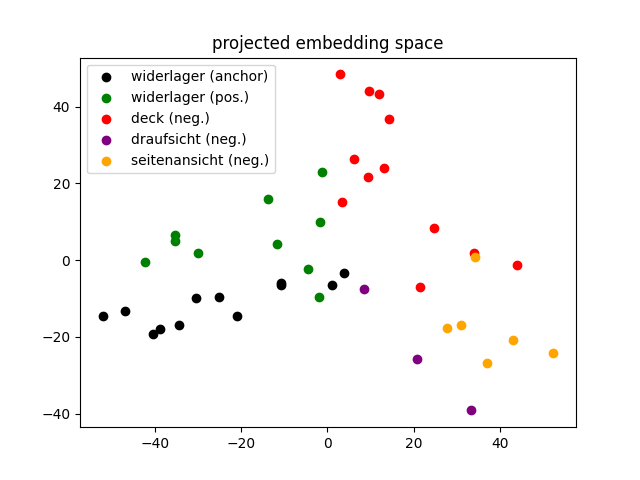 projected embedding space
widerlager (anchor)
widerlager (pos.)
deck (neg.)
draufsicht (neg.)
seitenansicht (neg.)
40
20
0
−20
−40
−40 −20 0 20 40